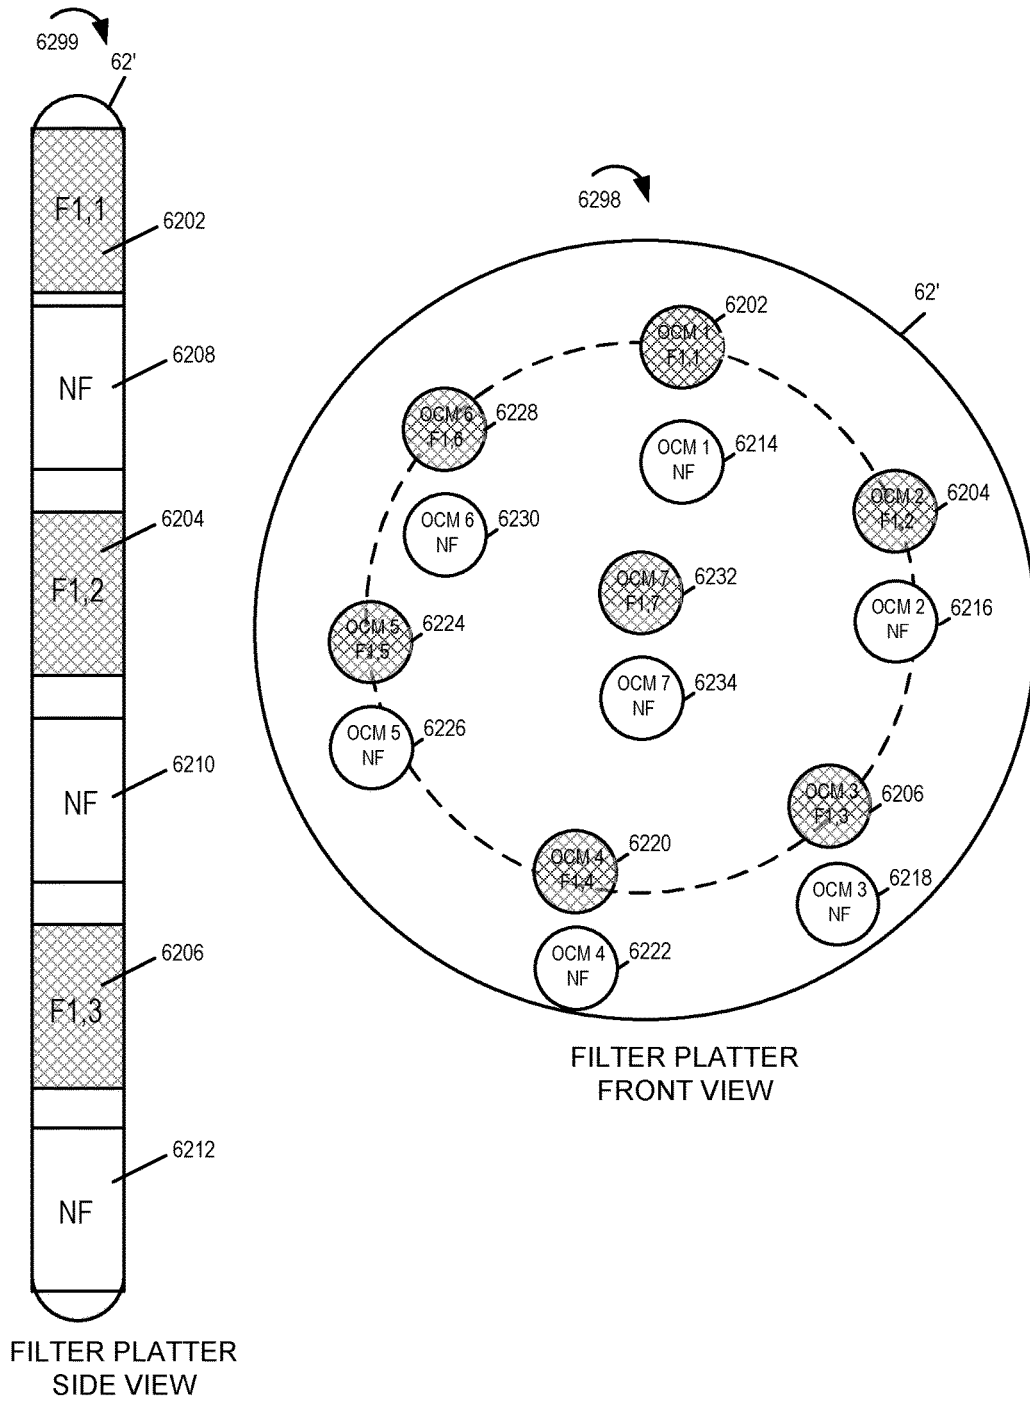 6299
62'
F1,1
6202
NF
6208
6204
F1,2
NF
6210
6206
F1,3
6212
NF
FILTER PLATTER
SIDE VIEW
6298
62'
6202
OCM 1
F1,1
OCM 6
F1,6
6228
OCM 1
NF
6214
OCM 2
F1,2
6204
OCM 6
NF
6230
OCM 7
F1,7
6232
OCM 2
NF
6216
OCM 5
F1,5
6224
OCM 7
NF
6234
OCM 5
NF
6226
OCM 3
F1,3
6206
OCM 4
F1,4
6220
OCM 3
NF
6218
OCM 4
NF
6222
FILTER PLATTER
FRONT VIEW